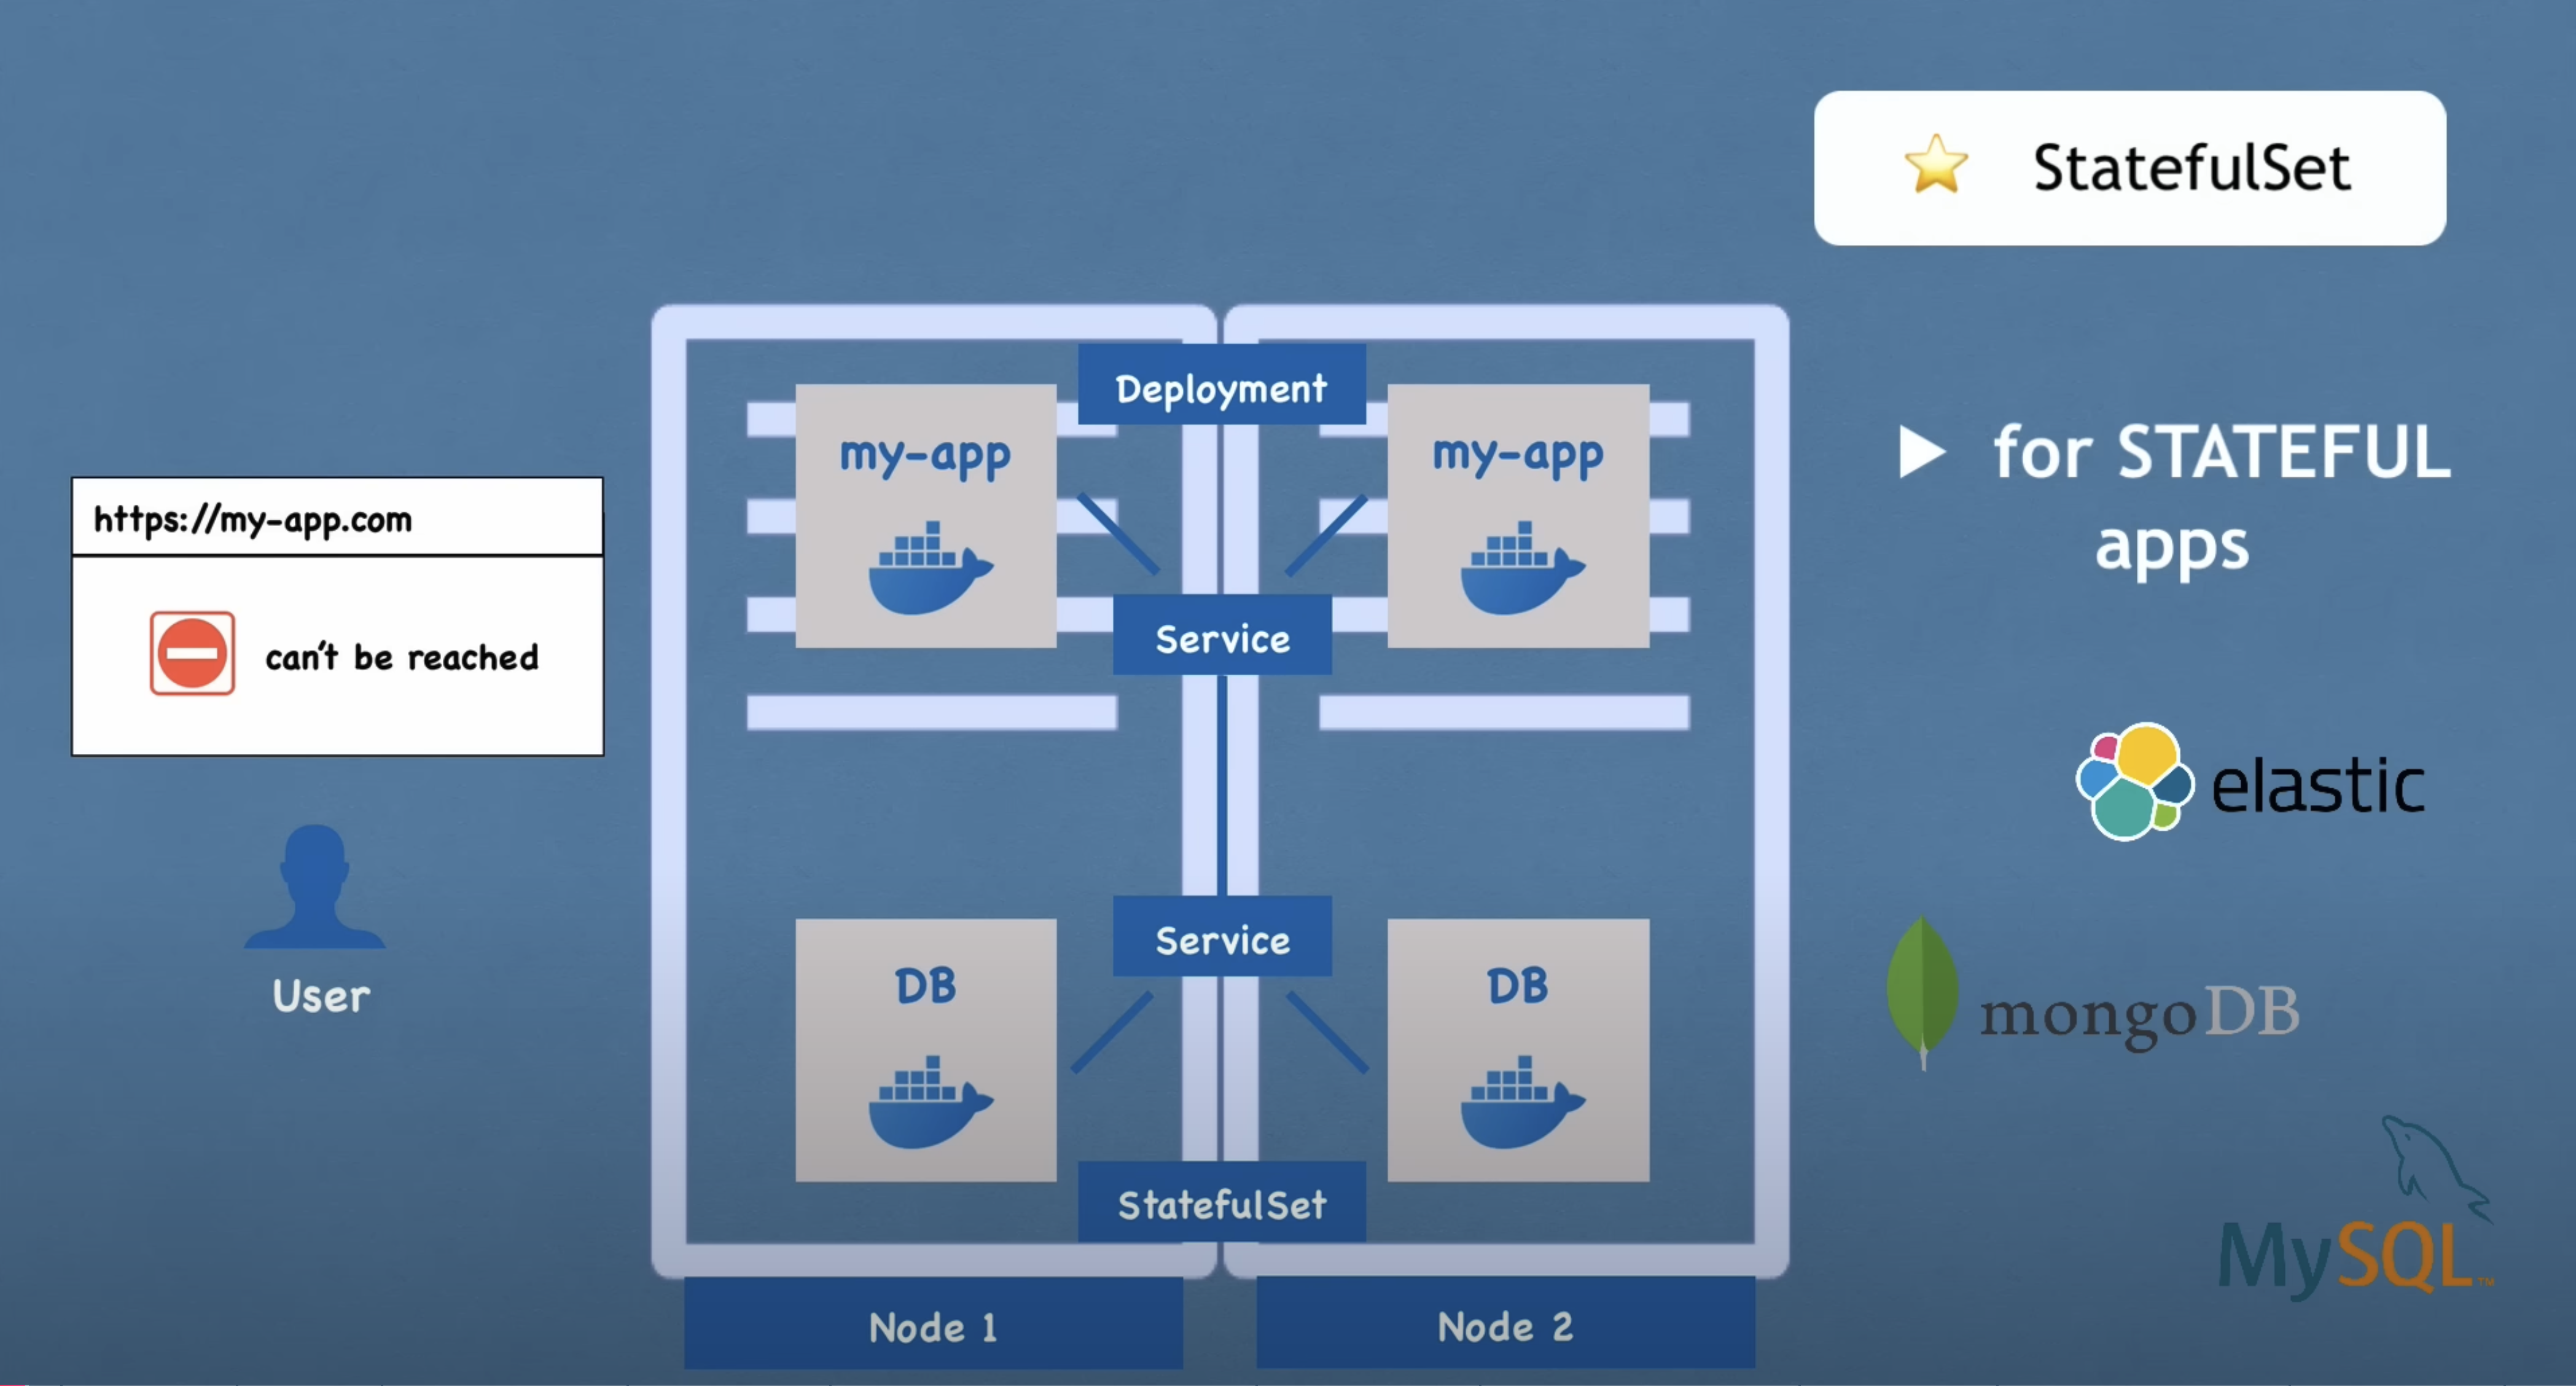 StatefulSet
Deployment
my-app
my-app
for STATEFUL
apps
https://my-app.com
can't be reached
Service
elastic
Service
DB
DB
User
mongoDB
StatefulSet
MySQL™
Node 1
Node 2